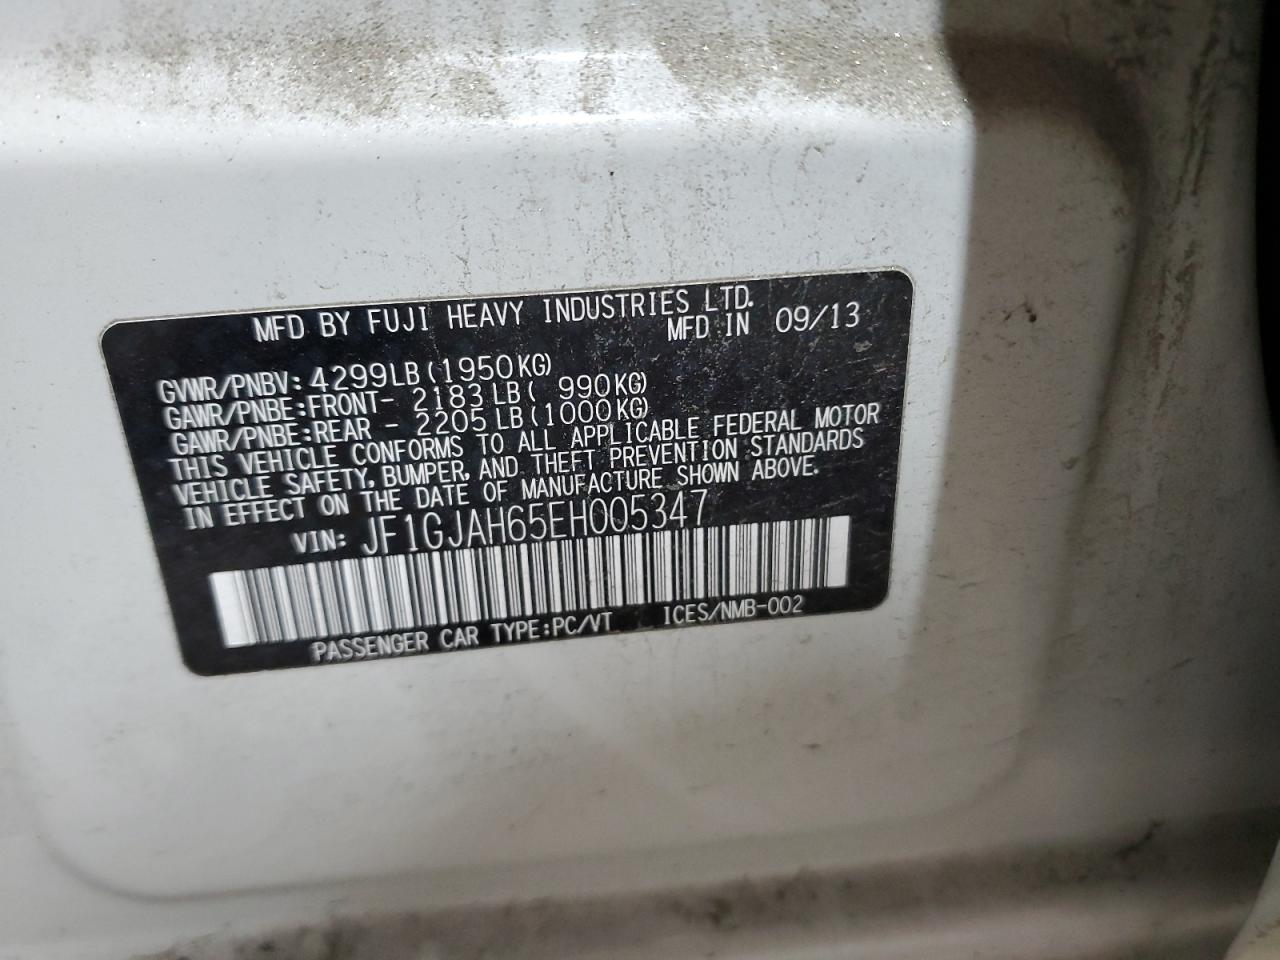 MFD BY FUJI HEAVY INDUSTRIES LTD.
MFD IN 09/13
GVWR/PNBV: 4299LB (1950KG)
GAWR/PNBE: FRONT- 2183 LB ( 990KG)
GAWR/PNBE: REAR - 2205 LB (1000KG)
THIS VEHICLE CONFORMS TO ALL APPLICABLE FEDERAL MOTOR
VEHICLE SAFETY, BUMPER, AND THEFT PREVENTION STANDARDS
IN EFFECT ON THE DATE OF MANUFACTURE SHOWN ABOVE.
VIN: JF1GJAH65EH005347
PASSENGER CAR TYPE: PC/VT ICES/NMB-002